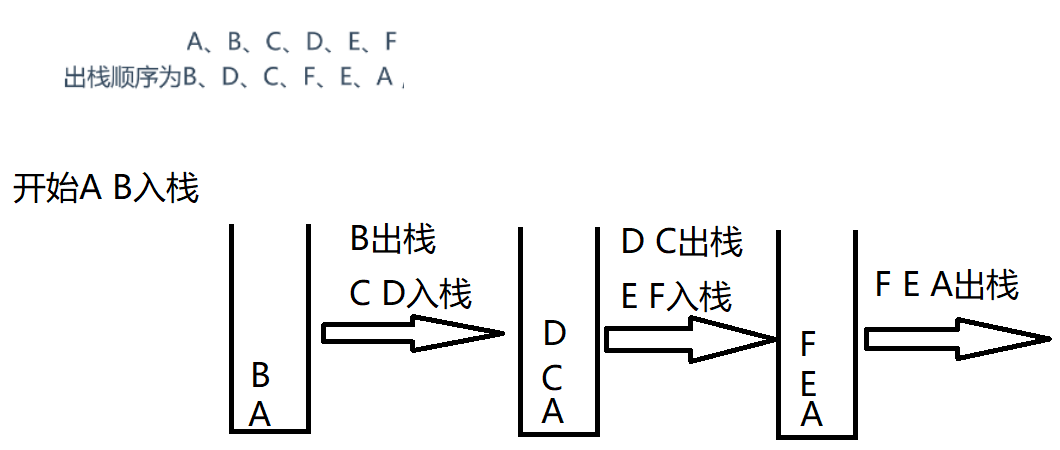 A、B、C、D、E、F
出栈顺序为B、D、C、F、E、A，
开始A B入栈
B出栈
C D入栈
D C出栈
E F入栈
F E A出栈
B
A
D
C
A
F
E
A